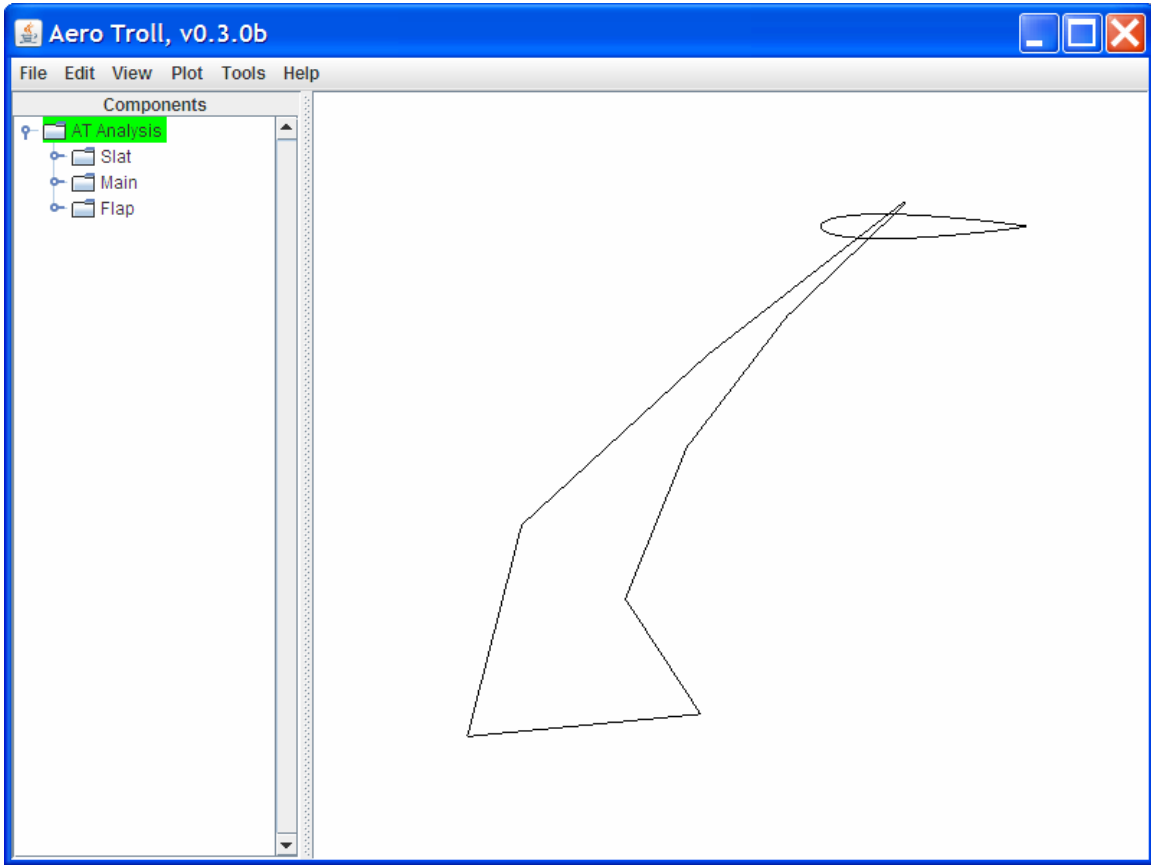 Aero Troll, v0.3.0b
File Edit View Plot Tools Help
Components
AT Analysis
Slat
Main
Flap